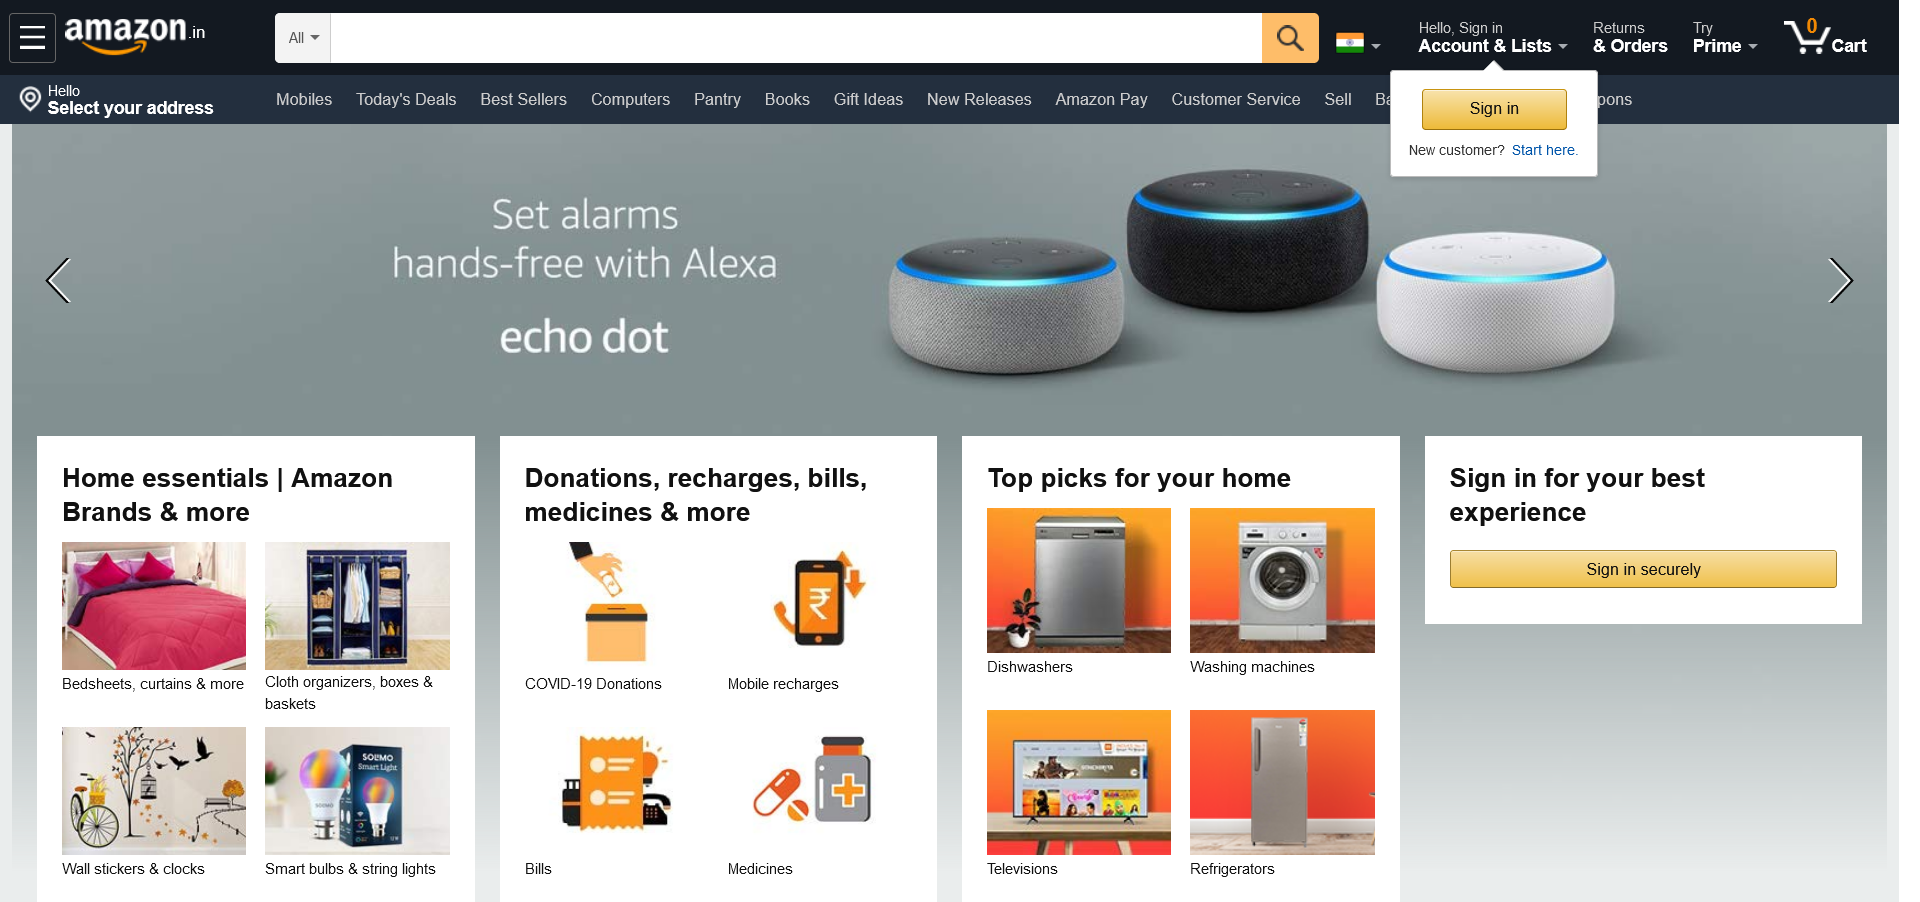 amazon.in
All
Hello, Sign in
Account & Lists
Returns
& Orders
Try
Prime
0
Cart
Hello
Select your address
Mobiles
Today's Deals
Best Sellers
Computers
Pantry
Books
Gift Ideas
New Releases
Amazon Pay
Customer Service
Sell
Ba
pons
Sign in
New customer? Start here.
Set alarms
hands-free with Alexa
echo dot
Home essentials | Amazon
Brands & more
Bedsheets, curtains & more
Cloth organizers, boxes &
baskets
SOLIMO
Smart Light
SOLIMO
Wall stickers & clocks
Smart bulbs & string lights
Donations, recharges, bills,
medicines & more
COVID-19 Donations
Mobile recharges
Bills
Medicines
Top picks for your home
Dishwashers
Washing machines
Televisions
Refrigerators
Sign in for your best
experience
Sign in securely